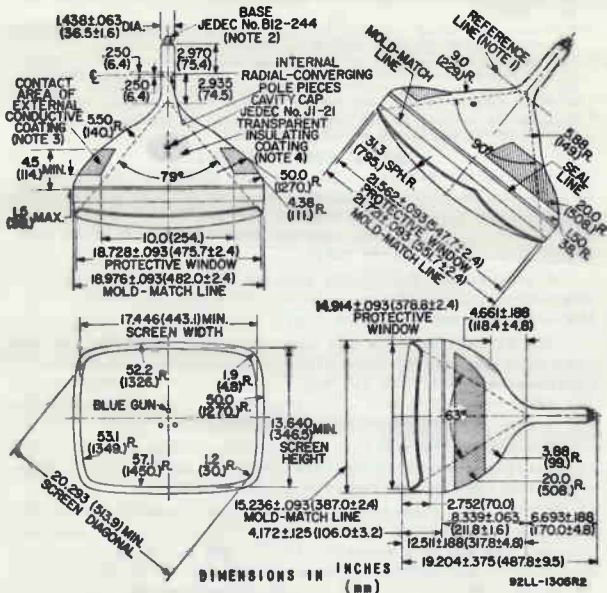 BASE
JEDEC No. B12-244
(NOTE 2)
1.438±.063 DIA.
(36.5±1.6)
.250
(6.4)
2.970
(75.4)
.250
(6.4)
2.935
(74.5)
INTERNAL
RADIAL-CONVERGING
POLE PIECES
CAVITY CAP
JEDEC No. J1-21
TRANSPARENT
INSULATING
COATING
(NOTE 4)
CONTACT
AREA OF
EXTERNAL
CONDUCTIVE
COATING
(NOTE 3)
5.50
(140.)R.
4.5
(114.) MIN.
79°
50.0
(1270.)R.
4.38
(111.)R.
MAX.
10.0 (254.)
18.728±.093 (475.7±2.4)
PROTECTIVE WINDOW
18.976±.093 (482.0±2.4)
MOLD-MATCH LINE
REFERENCE
LINE (NOTE 1)
MOLD-MATCH
LINE
9.0
(229.)R.
5.88
(149.)R.
90°
SEAL
LINE
31.3
(795.) SPH.R.
20.0
(508.)R.
1.50 R.
38.
21.562±.093 (547.7±2.4)
PROTECTIVE WINDOW
MOLD-MATCH LINE
17.446 (443.1) MIN.
SCREEN WIDTH
52.2
(1326.)R.
1.9
(4.8)R.
BLUE GUN
50.0
(1270.)R.
53.1
(1349.)R.
57.1
(1450.)R.
1.2
(30.)R.
13.640 MIN.
(346.5)
SCREEN
HEIGHT
20.293 (513.9) MIN.
SCREEN DIAGONAL
14.914±.093 (378.8±2.4)
PROTECTIVE
WINDOW
4.661±.188
(118.4±4.8)
63°
3.88
(99.)R.
20.0
(508.)R.
15.236±.093 (387.0±2.4)
MOLD-MATCH LINE
2.752 (70.0)
8.339±.063
(211.8±1.6)
6.693±.188
(170.0±4.8)
4.172±.125 (106.0±3.2)
12.511±.188 (317.8±4.8)
19.204±.375 (487.8±9.5)
DIMENSIONS IN INCHES
(mm)
92LL-1306R2